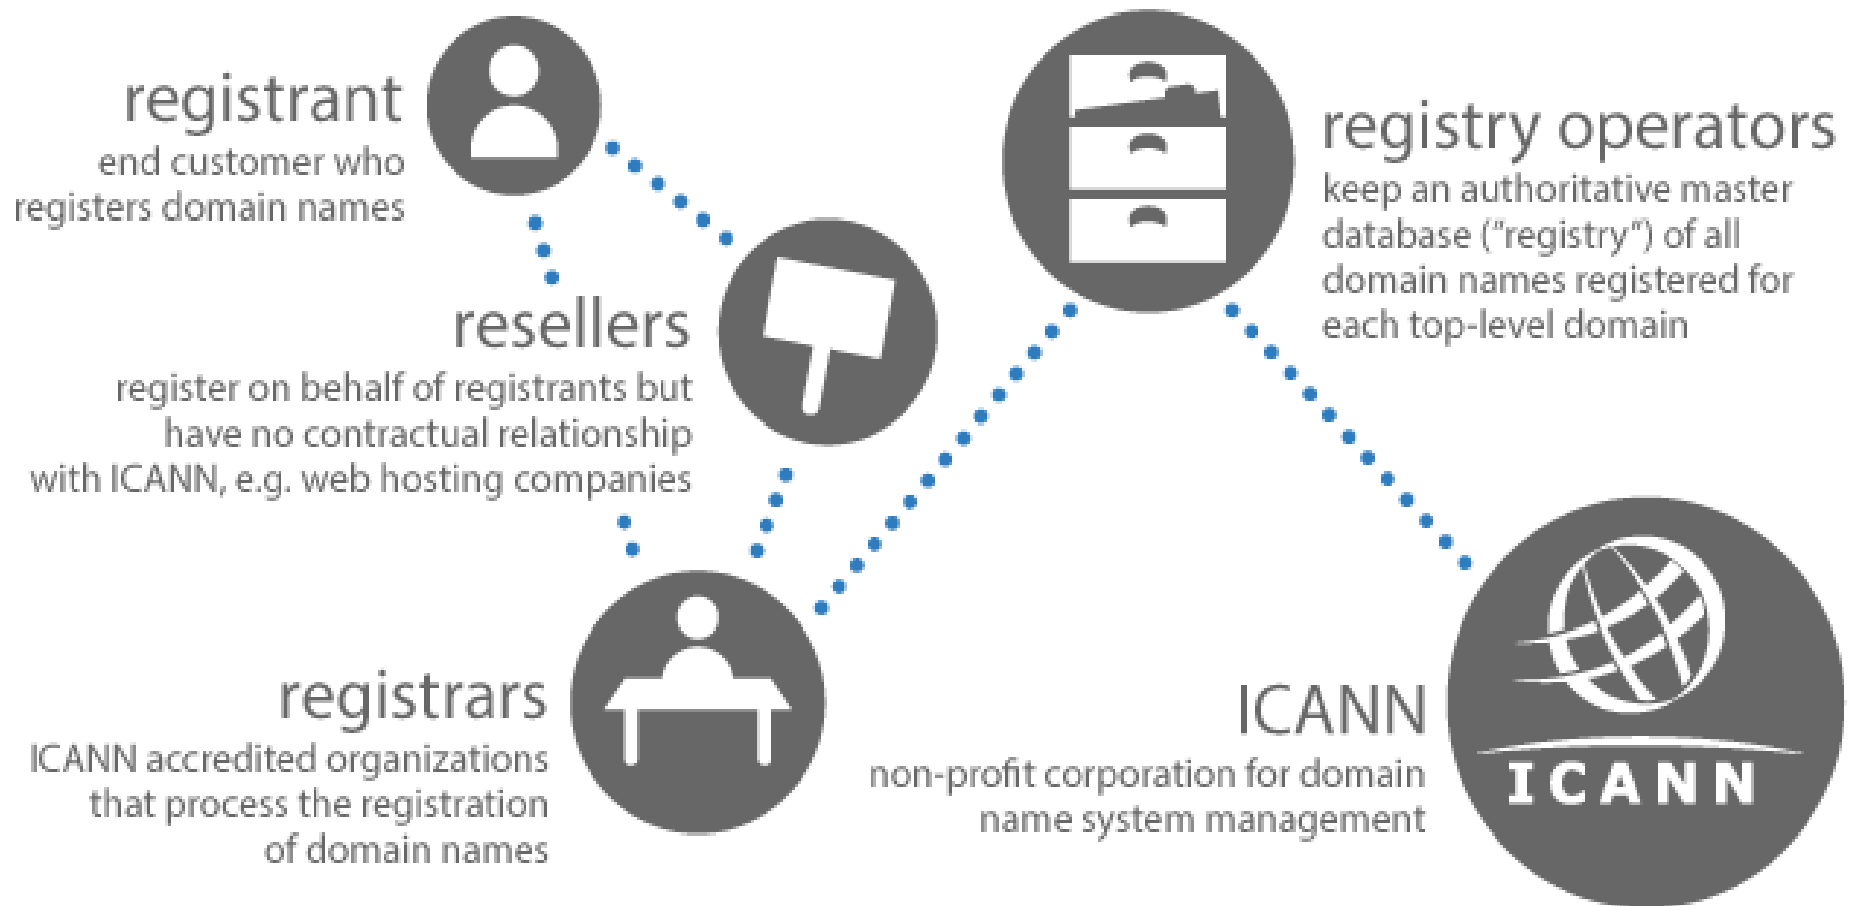 registrant
end customer who
registers domain names
resellers
register on behalf of registrants but
have no contractual relationship
with ICANN, e.g. web hosting companies
registrars
ICANN accredited organizations
that process the registration
of domain names
registry operators
keep an authoritative master
database (“registry”) of all
domain names registered for
each top-level domain
ICANN
non-profit corporation for domain
name system management
ICANN